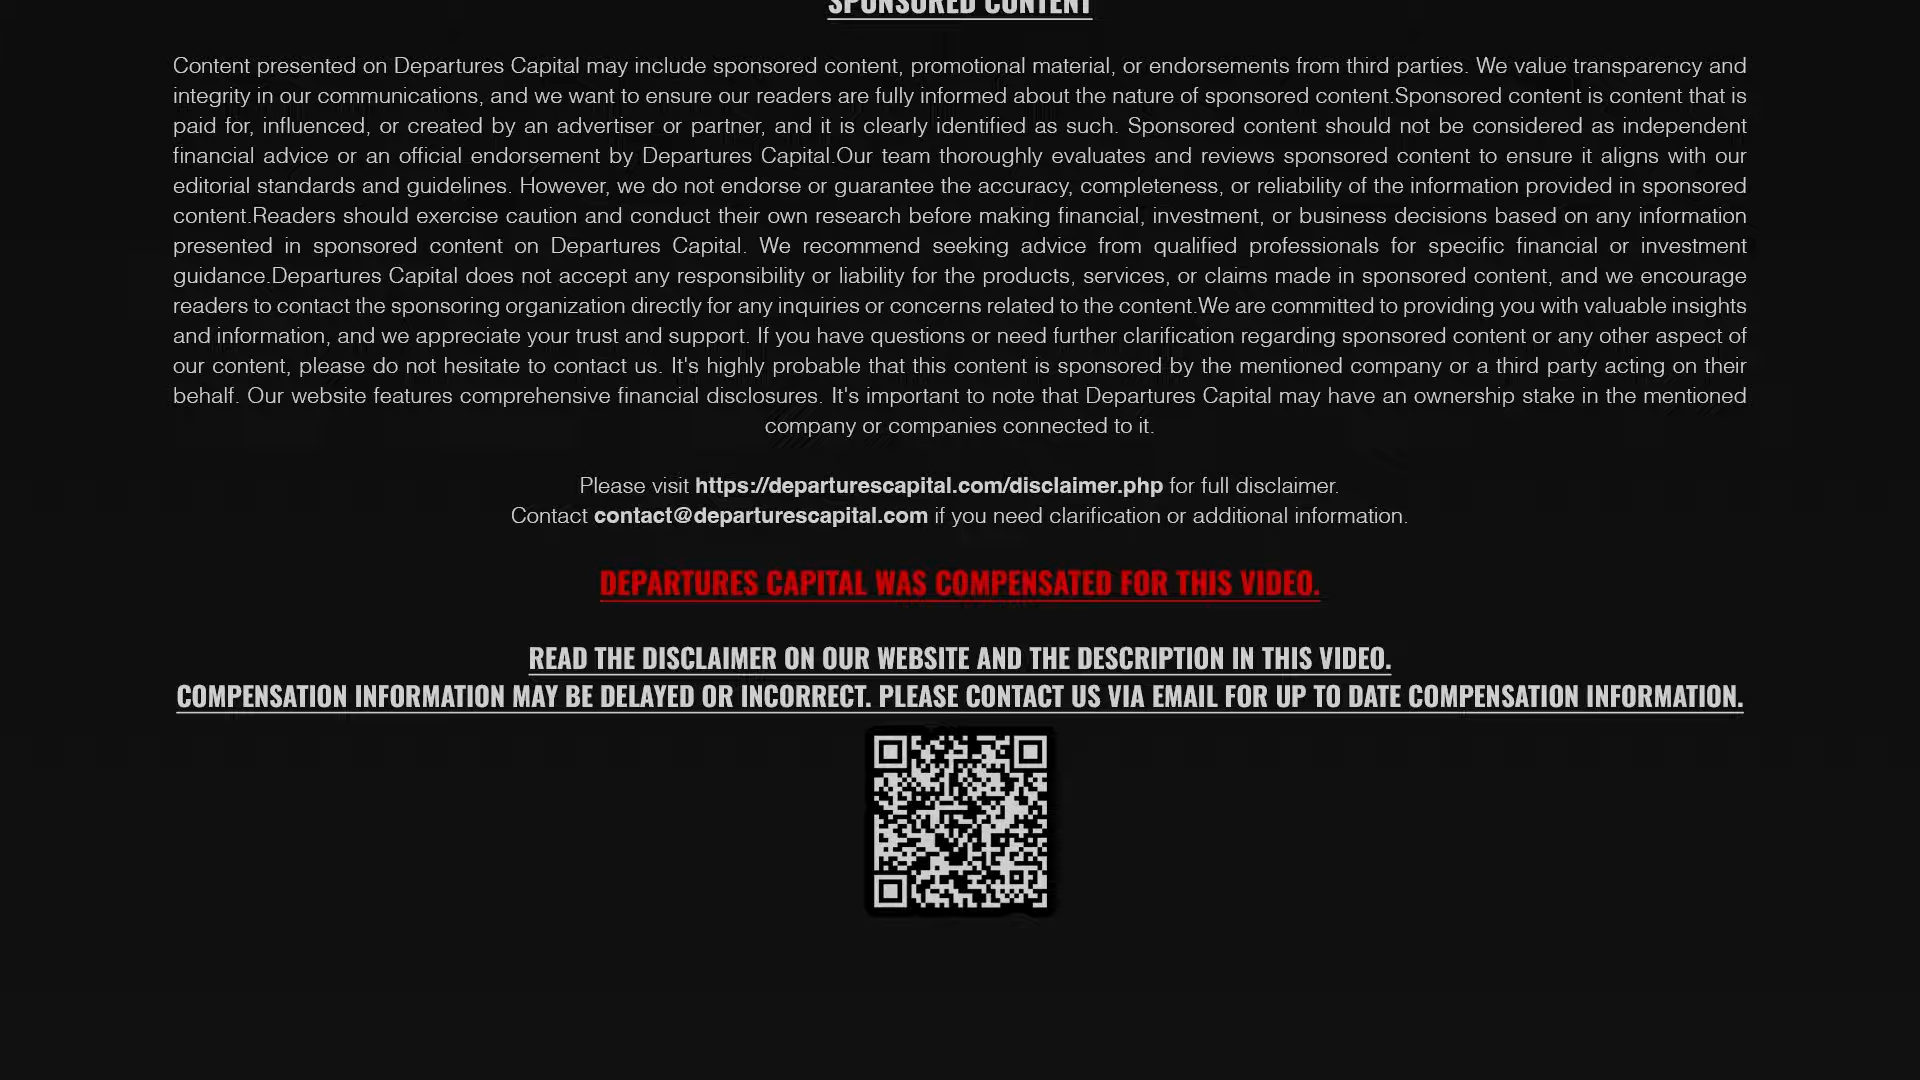 SPONSORED CONTENT
Content presented on Departures Capital may include sponsored content, promotional material, or endorsements from third parties. We value transparency and
integrity in our communications, and we want to ensure our readers are fully informed about the nature of sponsored content.Sponsored content is content that is
paid for, influenced, or created by an advertiser or partner, and it is clearly identified as such. Sponsored content should not be considered as independent
financial advice or an official endorsement by Departures Capital.Our team thoroughly evaluates and reviews sponsored content to ensure it aligns with our
editorial standards and guidelines. However, we do not endorse or guarantee the accuracy, completeness, or reliability of the information provided in sponsored
content.Readers should exercise caution and conduct their own research before making financial, investment, or business decisions based on any information
presented in sponsored content on Departures Capital. We recommend seeking advice from qualified professionals for specific financial or investment
guidance.Departures Capital does not accept any responsibility or liability for the products, services, or claims made in sponsored content, and we encourage
readers to contact the sponsoring organization directly for any inquiries or concerns related to the content.We are committed to providing you with valuable insights
and information, and we appreciate your trust and support. If you have questions or need further clarification regarding sponsored content or any other aspect of
our content, please do not hesitate to contact us. It's highly probable that this content is sponsored by the mentioned company or a third party acting on their
behalf. Our website features comprehensive financial disclosures. It's important to note that Departures Capital may have an ownership stake in the mentioned
company or companies connected to it.
Please visit https://departurescapital.com/disclaimer.php for full disclaimer.
Contact contact@departurescapital.com if you need clarification or additional information.
DEPARTURES CAPITAL WAS COMPENSATED FOR THIS VIDEO.
READ THE DISCLAIMER ON OUR WEBSITE AND THE DESCRIPTION IN THIS VIDEO.
COMPENSATION INFORMATION MAY BE DELAYED OR INCORRECT. PLEASE CONTACT US VIA EMAIL FOR UP TO DATE COMPENSATION INFORMATION.